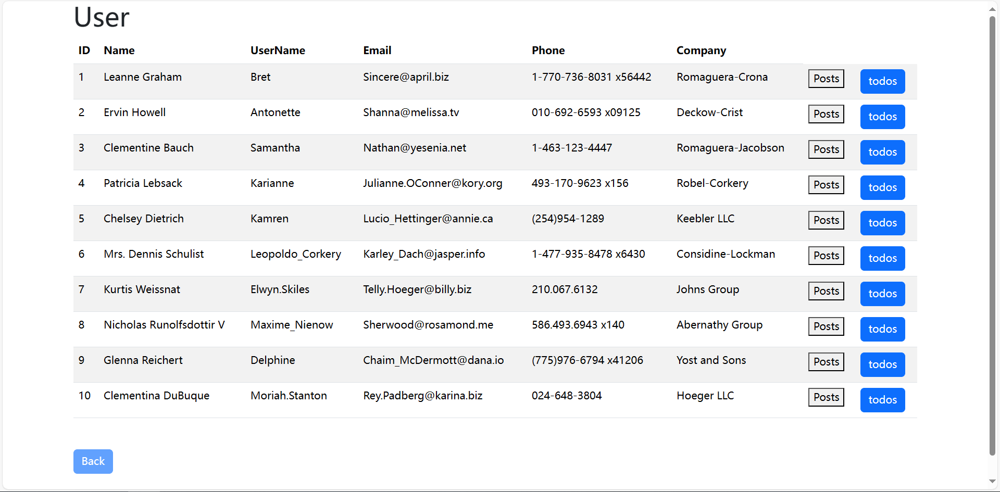 User
ID Name UserName Email Phone Company
1 Leanne Graham Bret Sincere@april.biz 1-770-736-8031 x56442 Romaguera-Crona Posts todos
2 Ervin Howell Antonette Shanna@melissa.tv 010-692-6593 x09125 Deckow-Crist Posts todos
3 Clementine Bauch Samantha Nathan@yesenia.net 1-463-123-4447 Romaguera-Jacobson Posts todos
4 Patricia Lebsack Karianne Julianne.OConner@kory.org 493-170-9623 x156 Robel-Corkery Posts todos
5 Chelsey Dietrich Kamren Lucio_Hettinger@annie.ca (254)954-1289 Keebler LLC Posts todos
6 Mrs. Dennis Schulist Leopoldo_Corkery Karley_Dach@jasper.info 1-477-935-8478 x6430 Considine-Lockman Posts todos
7 Kurtis Weissnat Elwyn.Skiles Telly.Hoeger@billy.biz 210.067.6132 Johns Group Posts todos
8 Nicholas Runolfsdottir V Maxime_Nienow Sherwood@rosamond.me 586.493.6943 x140 Abernathy Group Posts todos
9 Glenna Reichert Delphine Chaim_McDermott@dana.io (775)976-6794 x41206 Yost and Sons Posts todos
10 Clementina DuBuque Moriah.Stanton Rey.Padberg@karina.biz 024-648-3804 Hoeger LLC Posts todos
Back